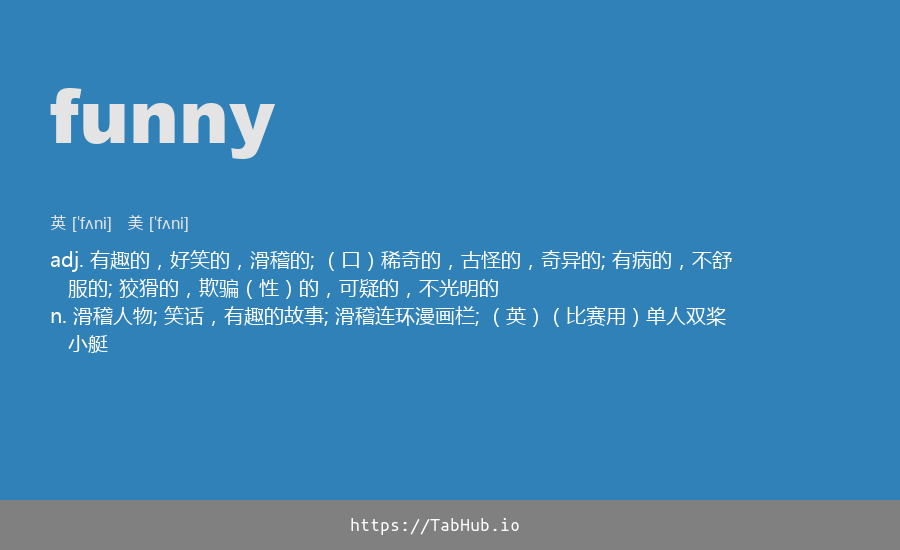 funny
英 [ˈfʌni] 美 [ˈfʌni]
adj. 有趣的，好笑的，滑稽的; （口）稀奇的，古怪的，奇异的; 有病的，不舒
服的; 狡猾的，欺骗（性）的，可疑的，不光明的
n. 滑稽人物; 笑话，有趣的故事; 滑稽连环漫画栏; （英）（比赛用）单人双桨
小艇
https://TabHub.io